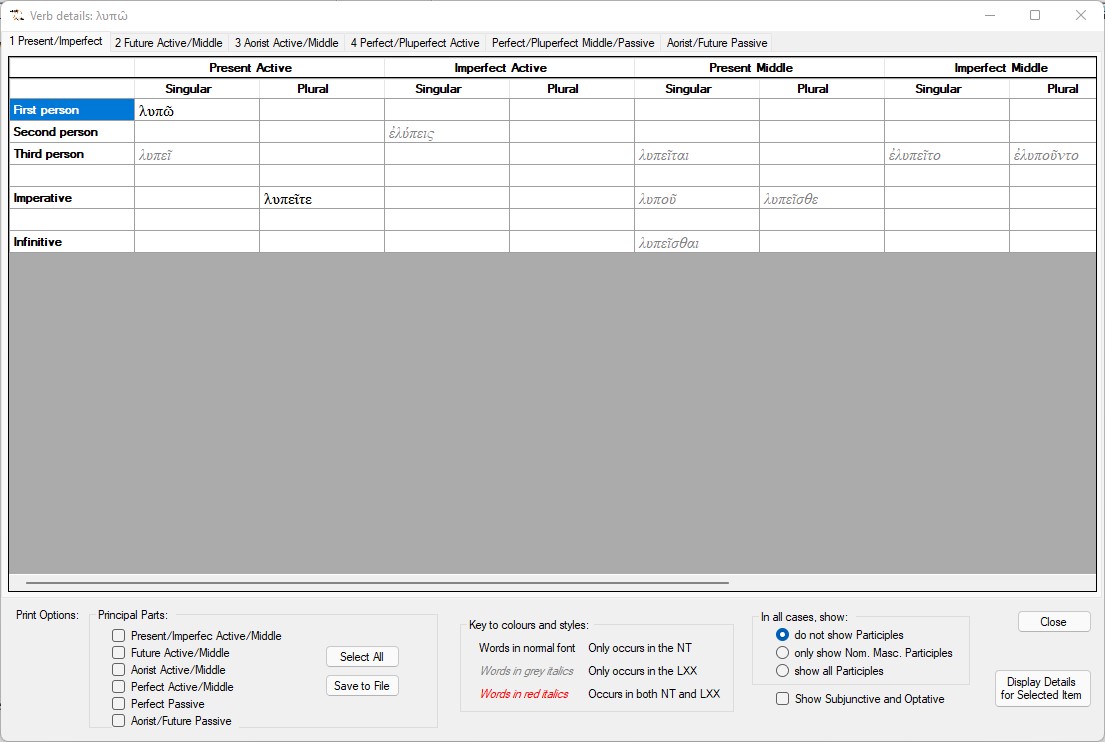 Verb details: λυπῶ
1 Present/Imperfect 2 Future Active/Middle 3 Aorist Active/Middle 4 Perfect/Pluperfect Active Perfect/Pluperfect Middle/Passive Aorist/Future Passive
Present Active Imperfect Active Present Middle Imperfect Middle
Singular Plural Singular Plural Singular Plural Singular Plural
First person λυπῶ
Second person ἐλύπεις
Third person λυπεῖ λυπεῖται ἐλυπεῖτο ἐλυποῦντο
Imperative λυπεῖτε λυποῦ λυπεῖσθε
Infinitive λυπεῖσθαι
Print Options:
Principal Parts:
Present/Imperfec Active/Middle
Future Active/Middle
Aorist Active/Middle
Perfect Active/Middle
Perfect Passive
Aorist/Future Passive
Select All
Save to File
Key to colours and styles:
Words in normal font Only occurs in the NT
Words in grey italics Only occurs in the LXX
Words in red italics Occurs in both NT and LXX
In all cases, show:
do not show Participles
only show Nom. Masc. Participles
show all Participles
Show Subjunctive and Optative
Close
Display Details
for Selected Item